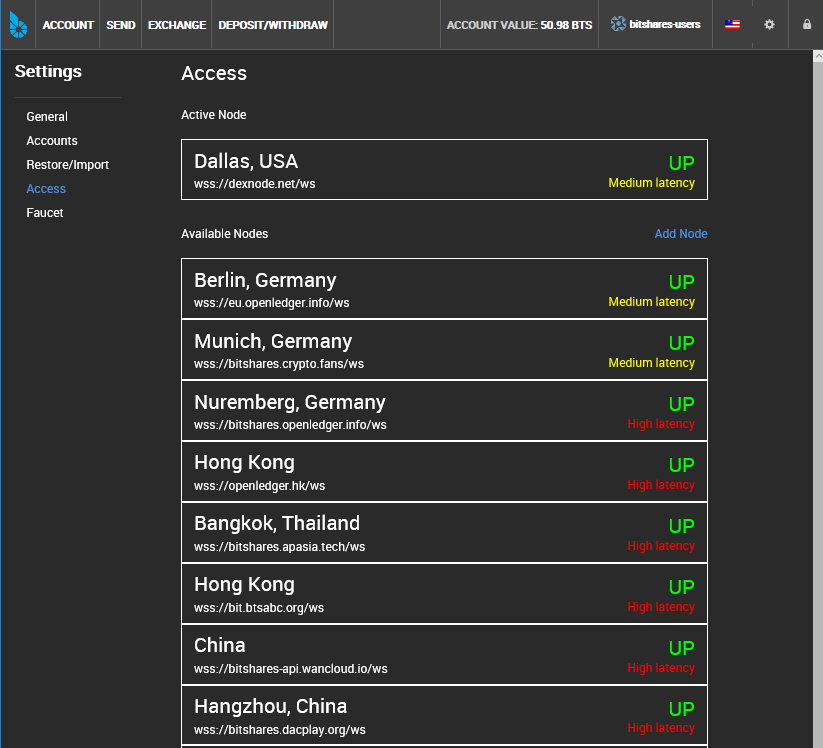 ACCOUNT SEND EXCHANGE DEPOSIT/WITHDRAW ACCOUNT VALUE: 50.98 BTS bitshares-users
Settings
General
Accounts
Restore/Import
Access
Faucet
Access
Active Node
Dallas, USA UP
wss://dexnode.net/ws Medium latency
Available Nodes Add Node
Berlin, Germany UP
wss://eu.openledger.info/ws Medium latency
Munich, Germany UP
wss://bitshares.crypto.fans/ws Medium latency
Nuremberg, Germany UP
wss://bitshares.openledger.info/ws High latency
Hong Kong UP
wss://openledger.hk/ws High latency
Bangkok, Thailand UP
wss://bitshares.apasia.tech/ws High latency
Hong Kong UP
wss://bit.btsabc.org/ws High latency
China UP
wss://bitshares-api.wancloud.io/ws High latency
Hangzhou, China UP
wss://bitshares.dacplay.org/ws High latency